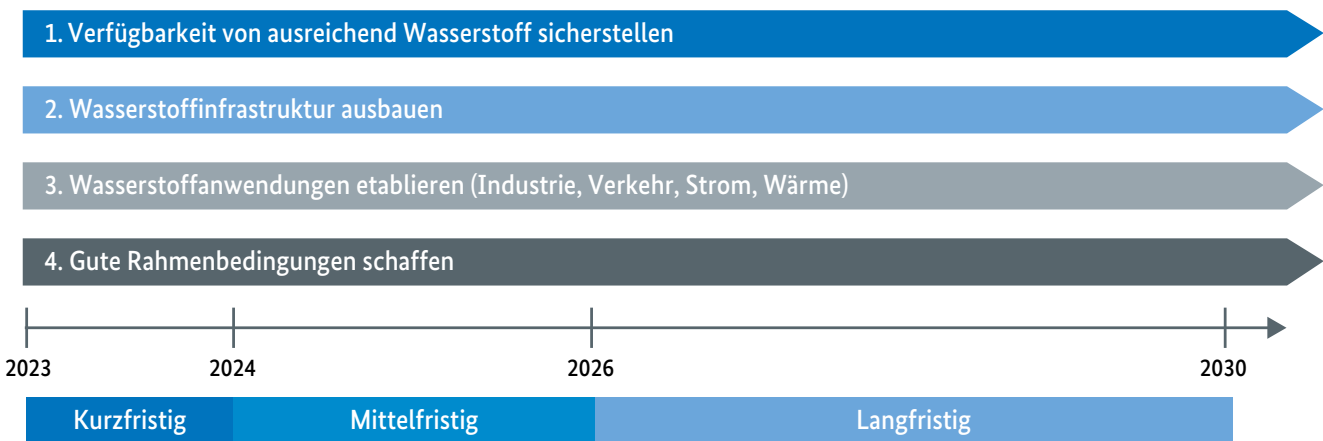 1. Verfügbarkeit von ausreichend Wasserstoff sicherstellen
2. Wasserstoffinfrastruktur ausbauen
3. Wasserstoffanwendungen etablieren (Industrie, Verkehr, Strom, Wärme)
4. Gute Rahmenbedingungen schaffen
2023 2024 2026 2030
Kurzfristig Mittelfristig Langfristig